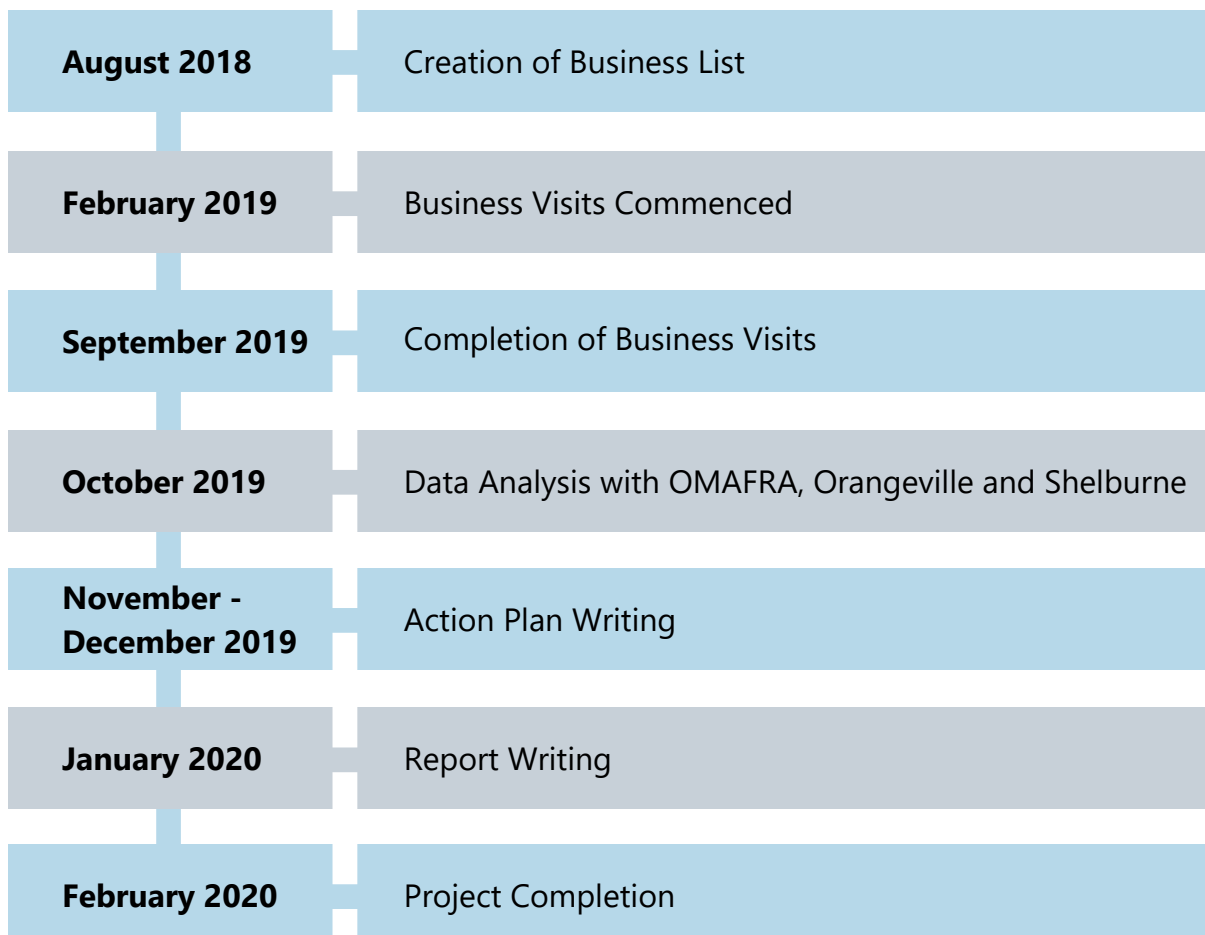 August 2018
Creation of Business List
February 2019
Business Visits Commenced
September 2019
Completion of Business Visits
October 2019
Data Analysis with OMAFRA, Orangeville and Shelburne
November -
December 2019
Action Plan Writing
January 2020
Report Writing
February 2020
Project Completion